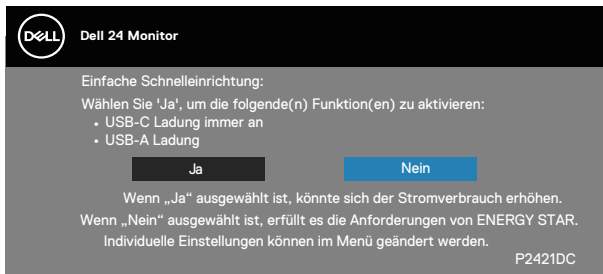 DELL
Dell 24 Monitor
Einfache Schnelleinrichtung:
Wählen Sie 'Ja', um die folgende(n) Funktion(en) zu aktivieren:
• USB-C Ladung immer an
• USB-A Ladung
Ja
Nein
Wenn „Ja“ ausgewählt ist, könnte sich der Stromverbrauch erhöhen.
Wenn „Nein“ ausgewählt ist, erfüllt es die Anforderungen von ENERGY STAR.
Individuelle Einstellungen können im Menü geändert werden.
P2421DC